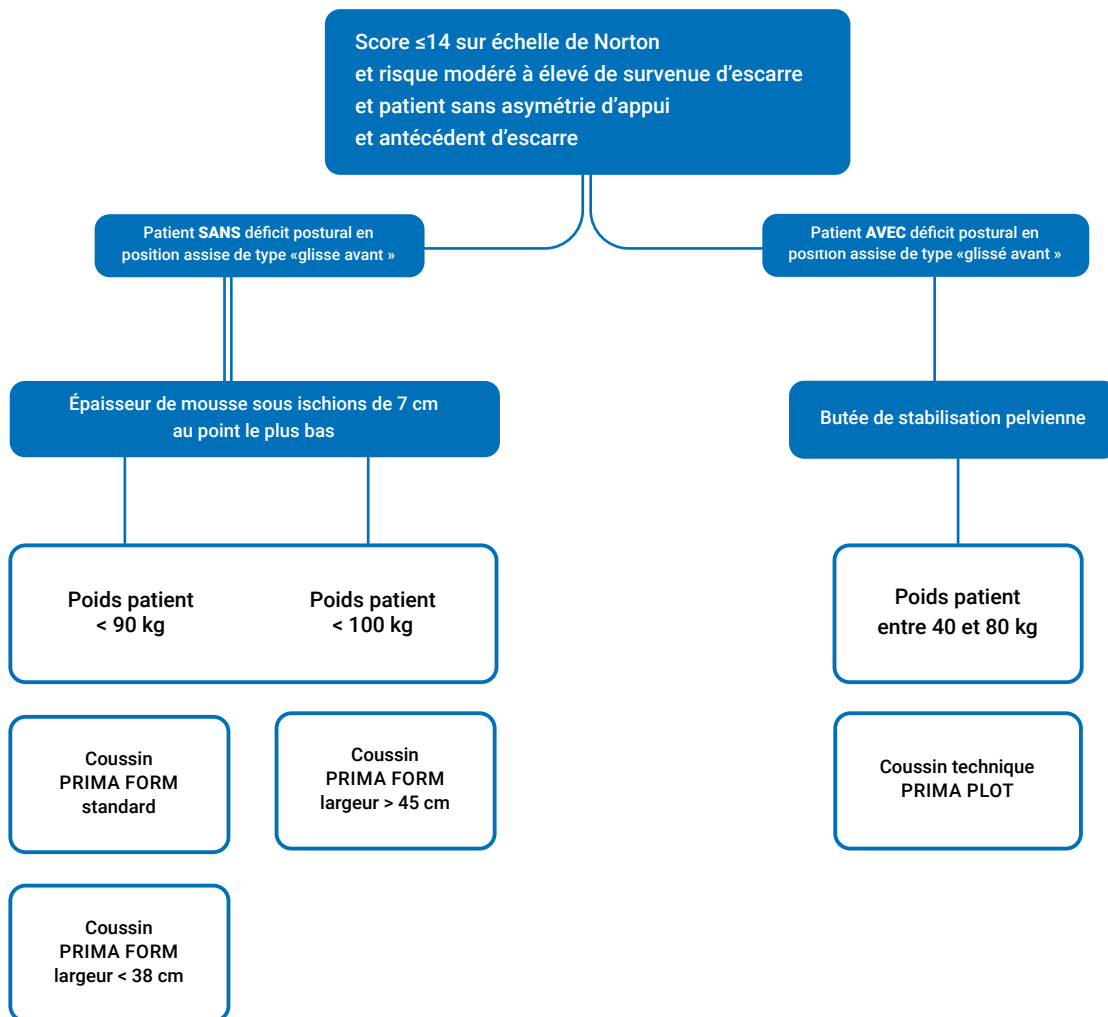 Score ≤14 sur échelle de Norton
et risque modéré à élevé de survenue d'escarre
et patient sans asymétrie d'appui
et antécédent d'escarre
Patient SANS déficit postural en
position assise de type «glissé avant »
Patient AVEC déficit postural en
position assise de type «glissé avant »
Épaisseur de mousse sous ischions de 7 cm
au point le plus bas
Butée de stabilisation pelvienne
Poids patient
< 90 kg
Poids patient
< 100 kg
Poids patient
entre 40 et 80 kg
Coussin
PRIMA FORM
standard
Coussin
PRIMA FORM
largeur > 45 cm
Coussin technique
PRIMA PLOT
Coussin
PRIMA FORM
largeur < 38 cm